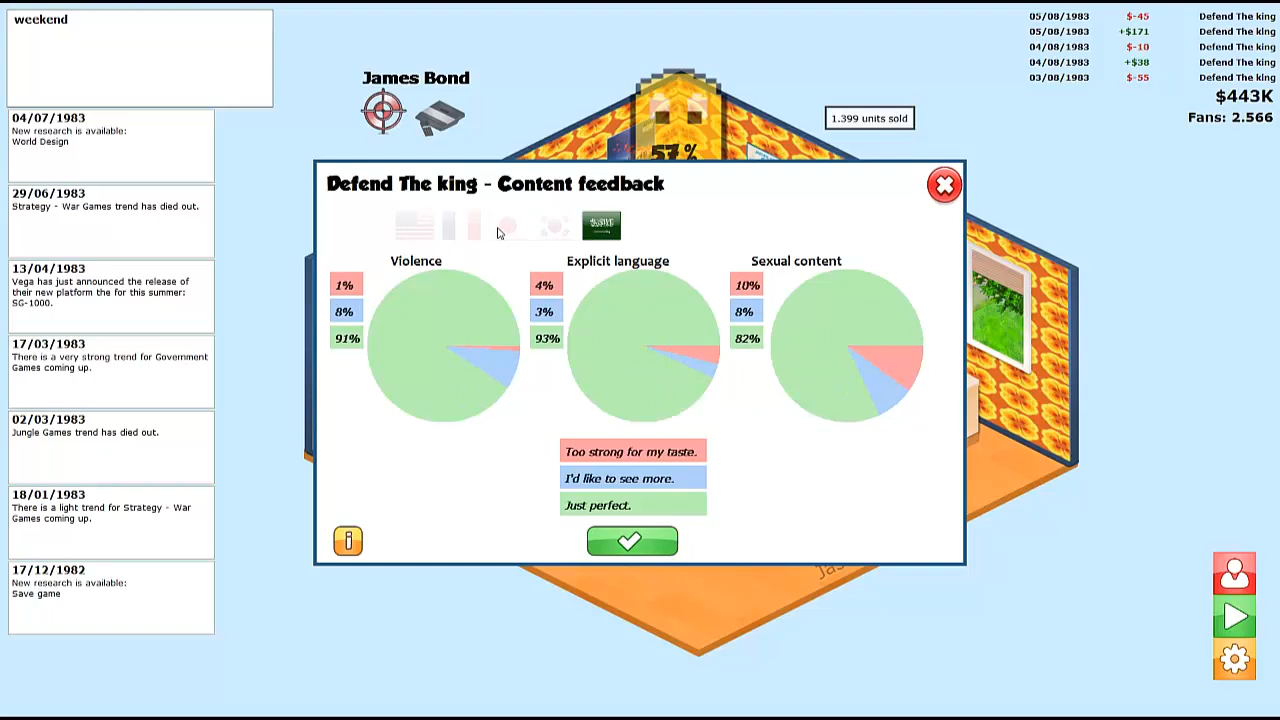 weekend
04/07/1983
New research is available:
World Design
29/06/1983
Strategy - War Games trend has died out.
13/04/1983
Vega has just announced the release of
their new platform the for this summer:
SG-1000.
17/03/1983
There is a very strong trend for Government
Games coming up.
02/03/1983
Jungle Games trend has died out.
18/01/1983
There is a light trend for Strategy - War
Games coming up.
17/12/1982
New research is available:
Save game
James Bond
57 %
1.399 units sold
05/08/1983 $-45 Defend The king
05/08/1983 +$171 Defend The king
04/08/1983 $-10 Defend The king
04/08/1983 +$38 Defend The king
03/08/1983 $-55 Defend The king
$443K
Fans: 2.566
Defend The king - Content feedback
Violence
1%
8%
91%
Explicit language
4%
3%
93%
Sexual content
10%
8%
82%
Too strong for my taste.
I'd like to see more.
Just perfect.